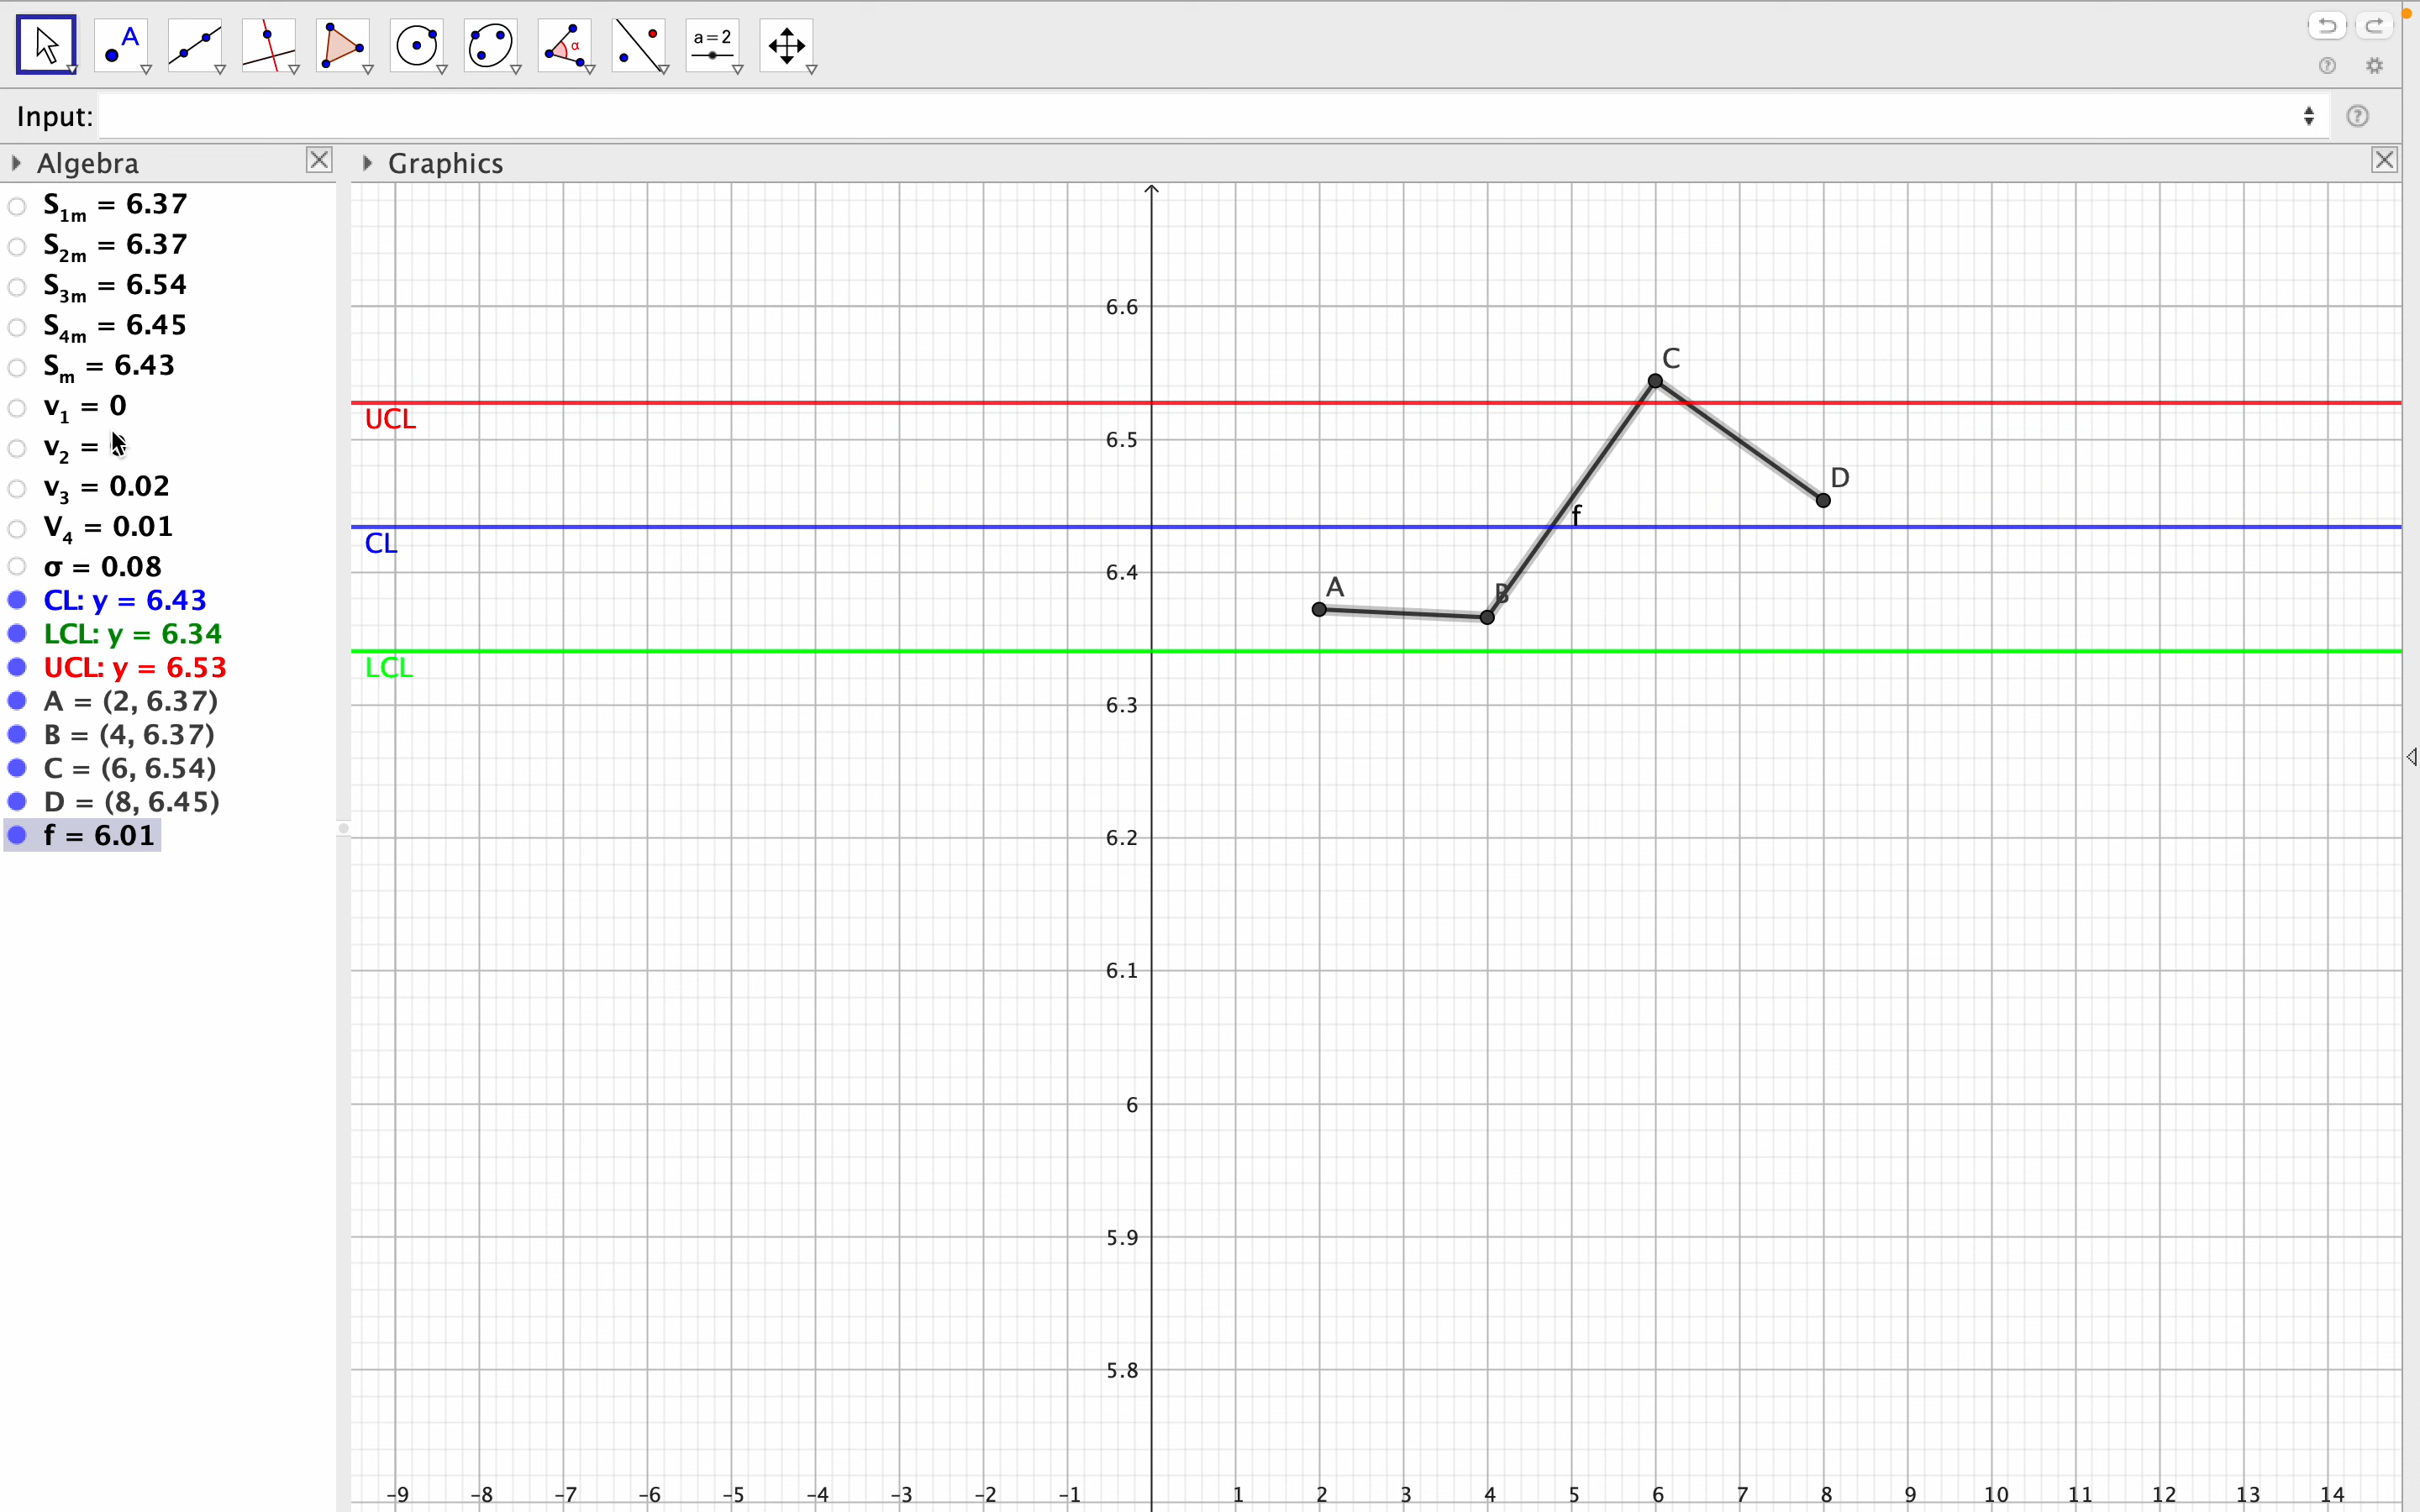 A
α
a=2
Input:
Algebra
Graphics
S1m = 6.37
S2m = 6.37
S3m = 6.54
S4m = 6.45
Sm = 6.43
v1 = 0
v2 =
v3 = 0.02
V4 = 0.01
σ = 0.08
CL: y = 6.43
LCL: y = 6.34
UCL: y = 6.53
A = (2, 6.37)
B = (4, 6.37)
C = (6, 6.54)
D = (8, 6.45)
f = 6.01
6.6
C
UCL
6.5
D
f
CL
6.4
A
B
LCL
6.3
6.2
6.1
6
5.9
5.8
-9 -8 -7 -6 -5 -4 -3 -2 -1 1 2 3 4 5 6 7 8 9 10 11 12 13 14